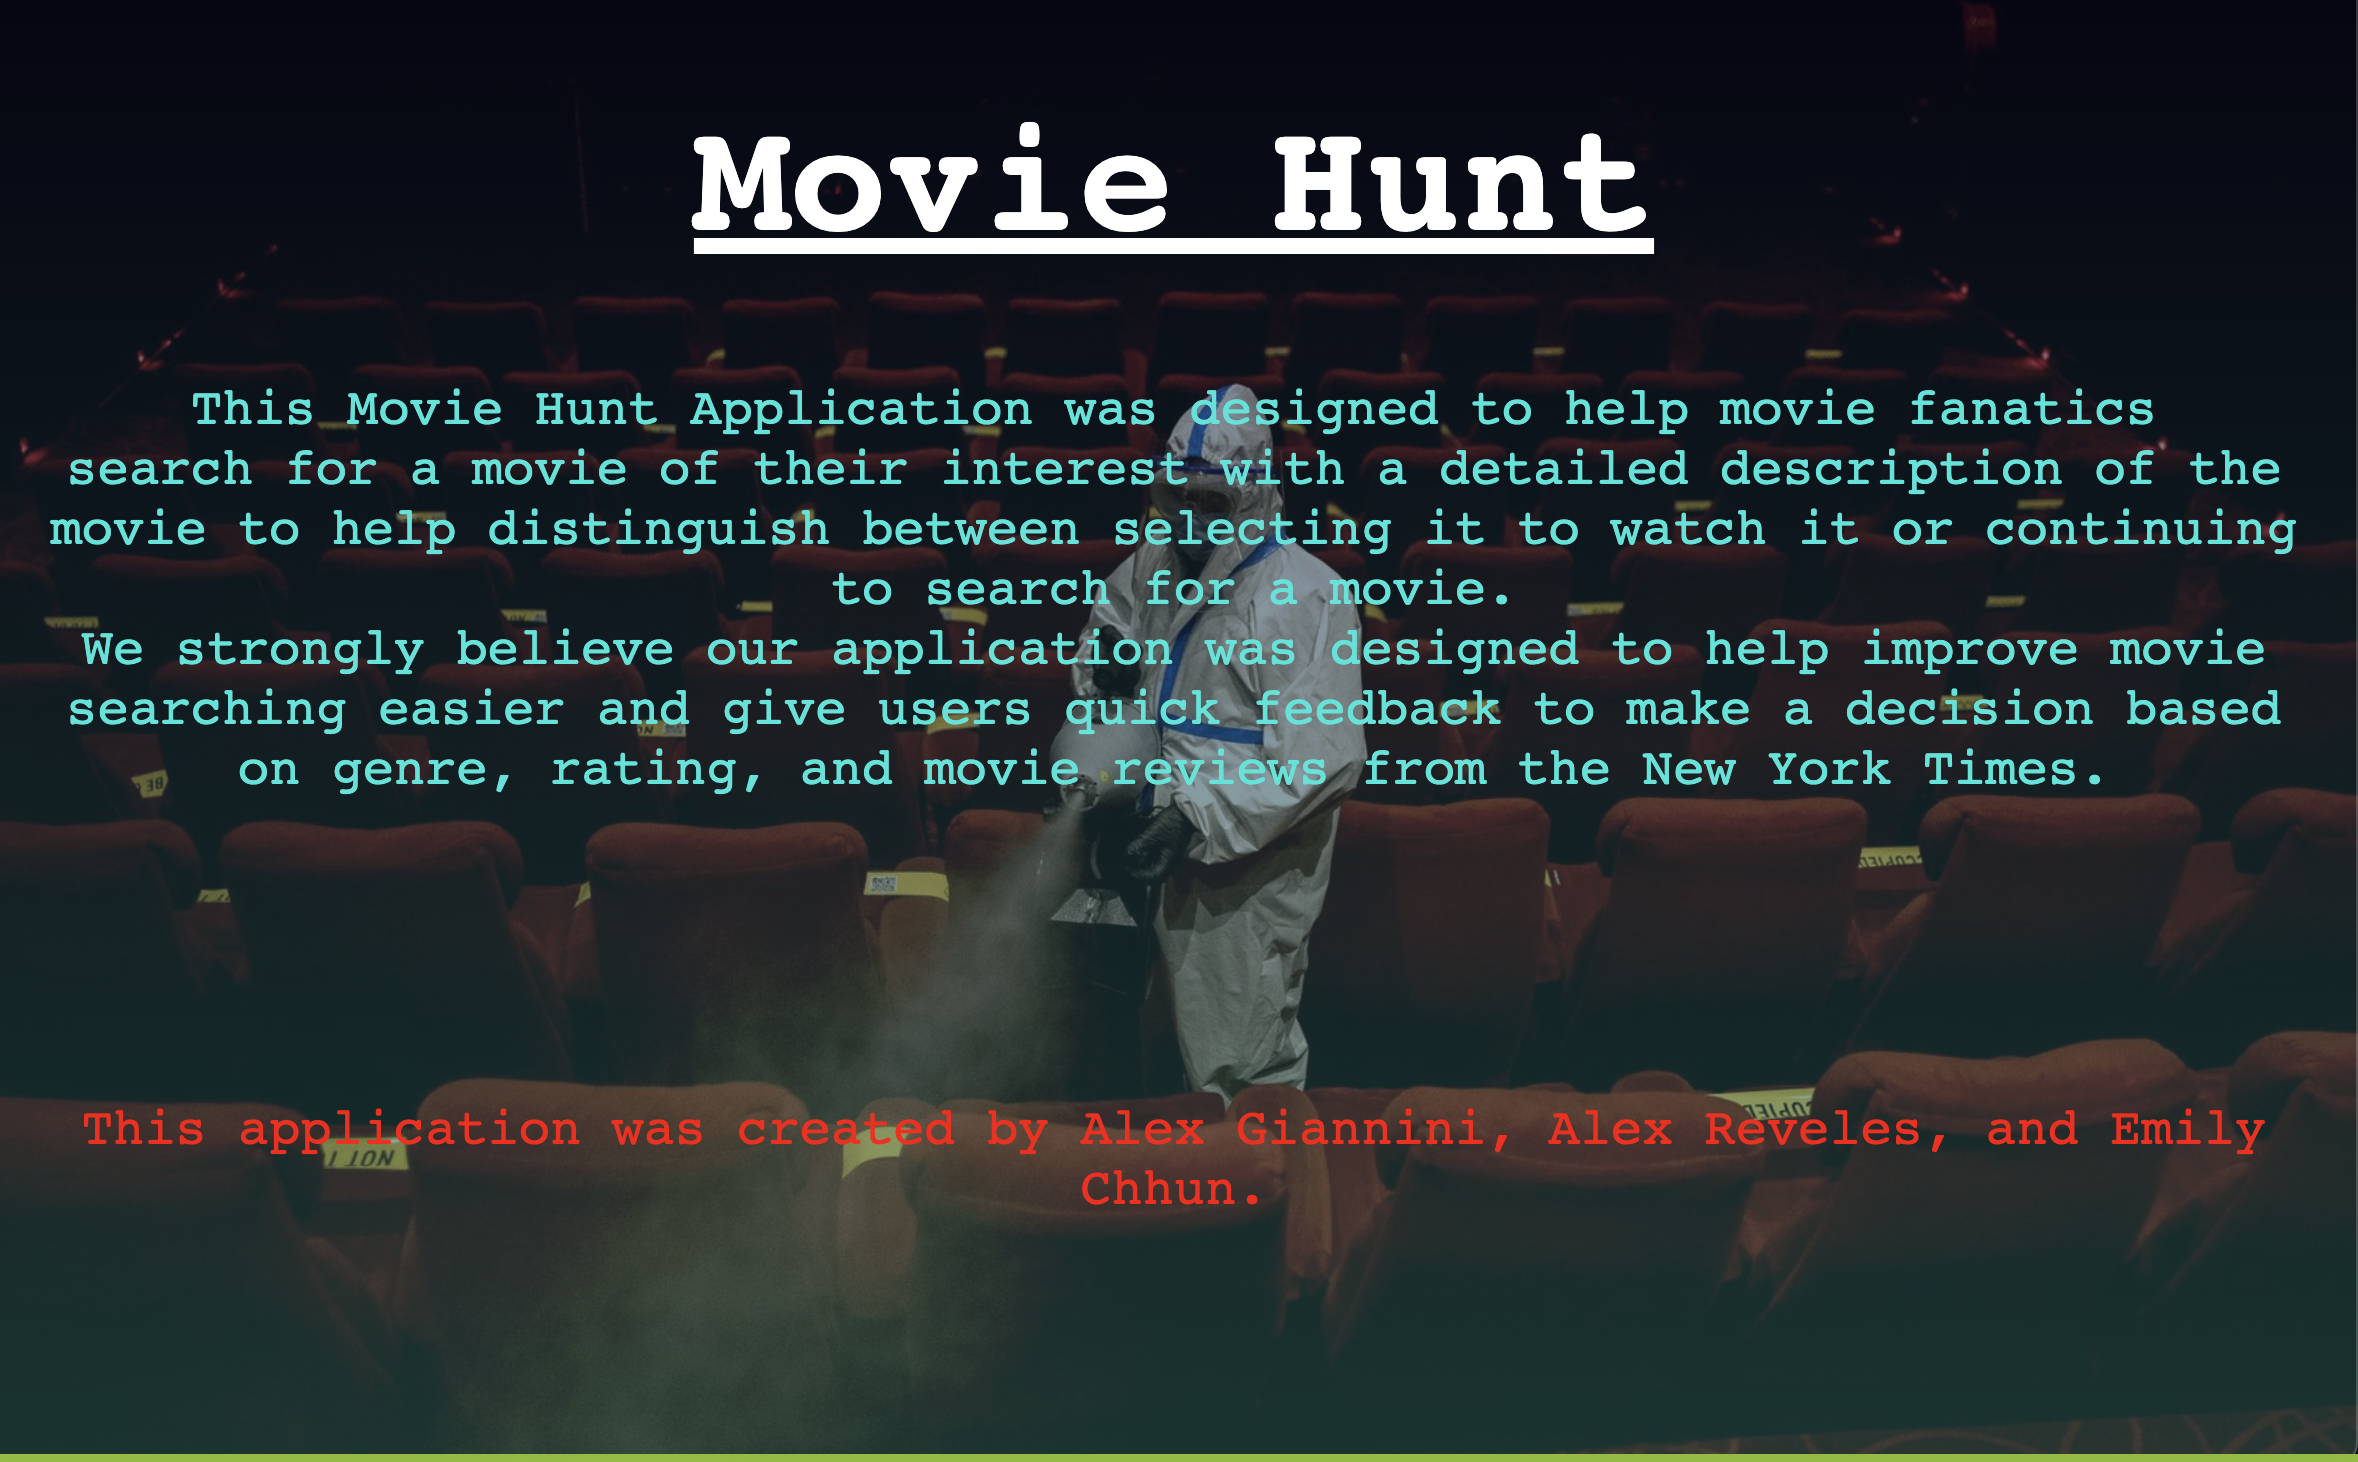 Movie Hunt
This Movie Hunt Application was designed to help movie fanatics
search for a movie of their interest with a detailed description of the
movie to help distinguish between selecting it to watch it or continuing
to search for a movie.
We strongly believe our application was designed to help improve movie
searching easier and give users quick feedback to make a decision based
on genre, rating, and movie reviews from the New York Times.
This application was created by Alex Giannini, Alex Reveles, and Emily
Chhun.